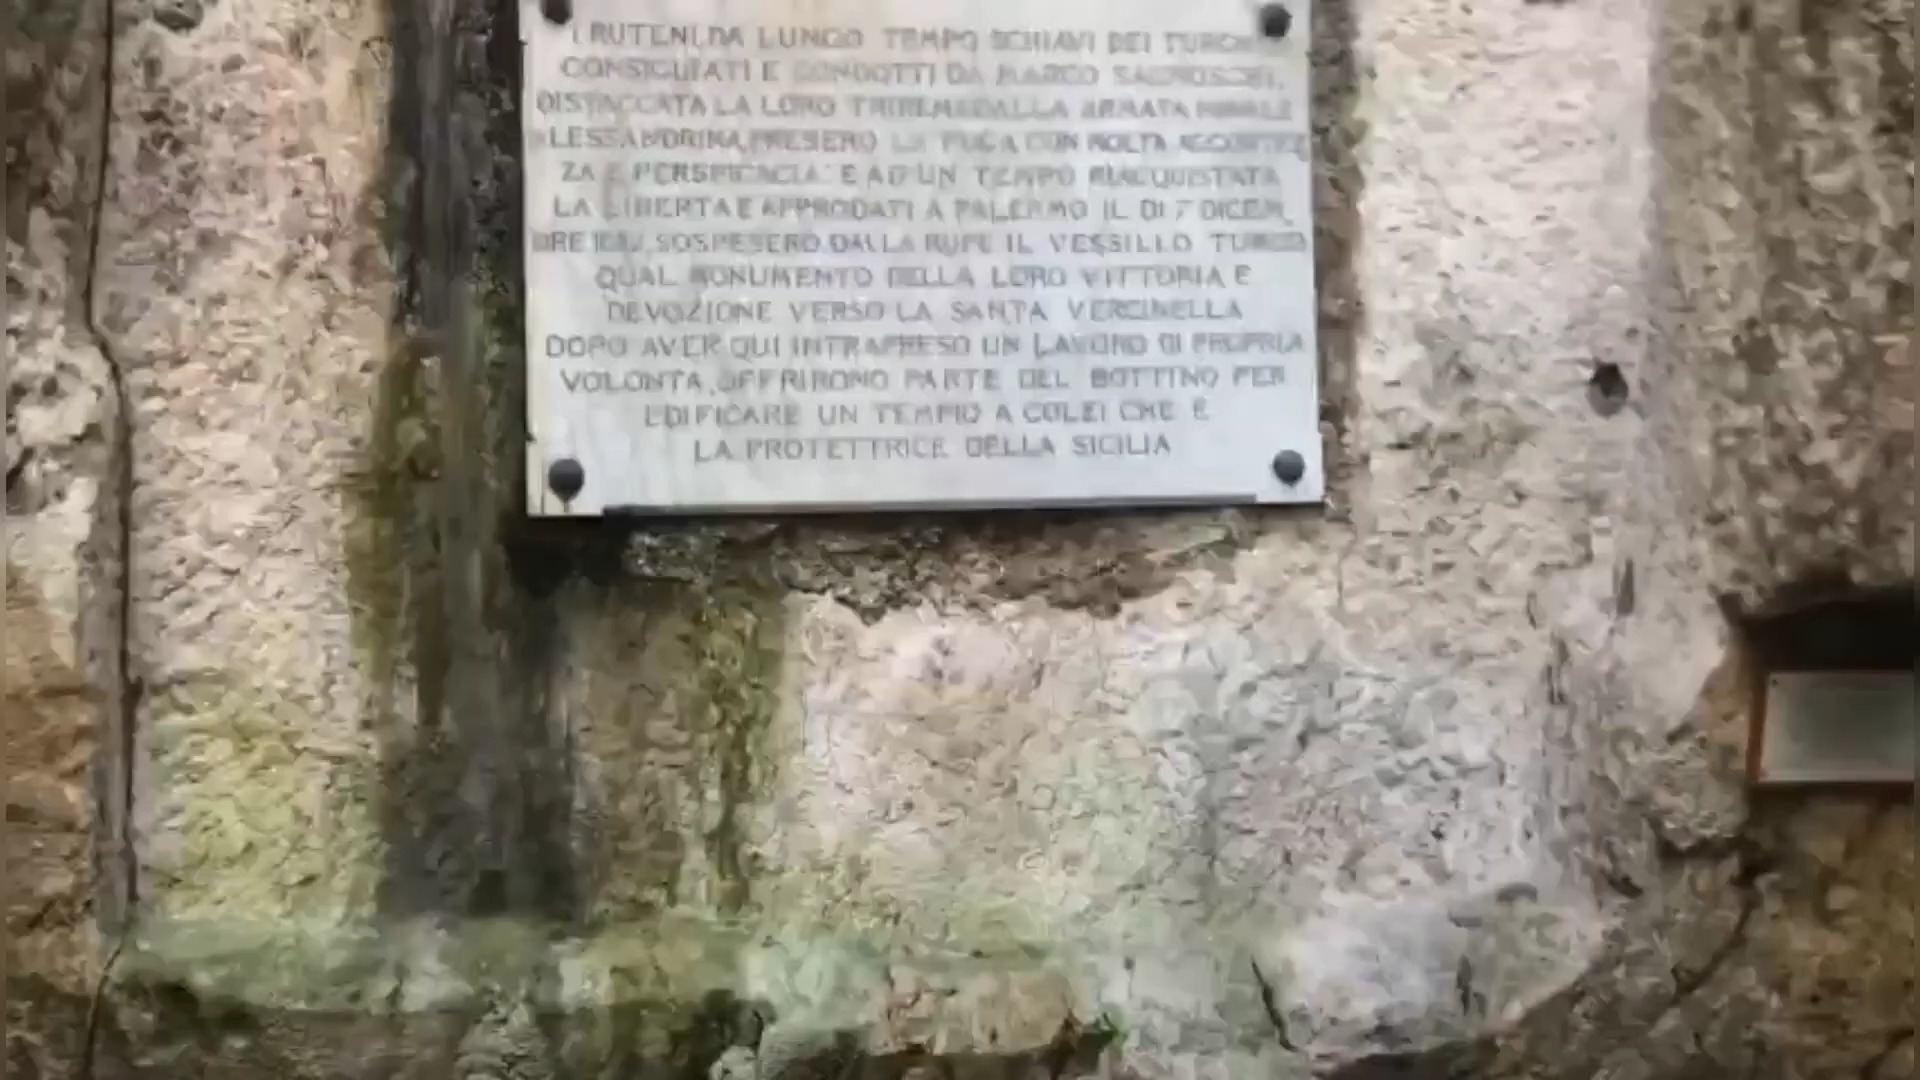 I RUTENI, DA LUNGO TEMPO SCHIAVI DEI TURCHI
CONSIGLIATI E CONDOTTI DA MARCO
DISTACCATA LA LORO TRIREME DALLA ARMATA NAVALE
ALESSANDRINA, PRESERO LA FUGA CON MOLTA
ZA E PERSPICACIA E AD UN TEMPO RIACQUISTATA
LA LIBERTA E APPRODATI A PALERMO IL DI 7 DICEM
BRE SOSPESERO DALLA RUPE IL VESSILLO TURCO
QUAL MONUMENTO DELLA LORO VITTORIA E
DEVOZIONE VERSO LA SANTA VERGINELLA
DOPO AVER QUI INTRAPRESO UN LAVORO DI PROPRIA
VOLONTA, OFFRIRONO PARTE DEL BOTTINO PER
EDIFICARE UN TEMPIO A COLEI CHE E
LA PROTETTRICE DELLA SICILIA